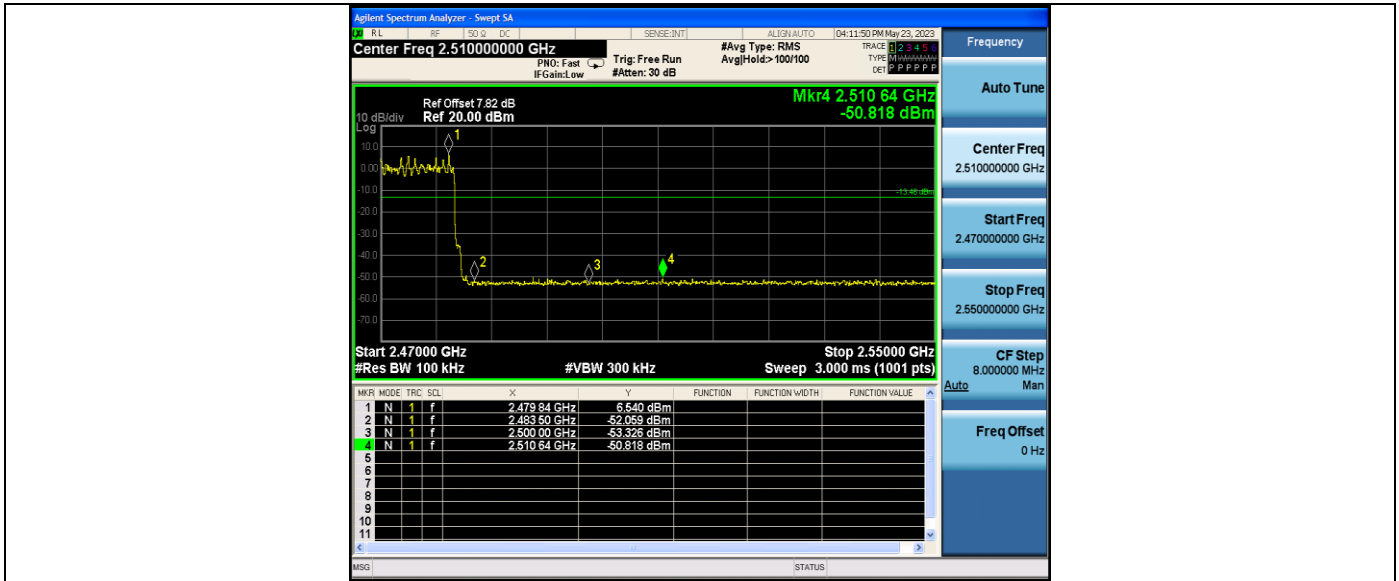 Agilent Spectrum Analyzer - Swept SA
RL RF 50 Ω DC SENSE:INT ALIGN AUTO 04:11:50 PM May 23, 2023
Center Freq 2.510000000 GHz
PNO: Fast
IFGain:Low
Trig: Free Run
#Atten: 30 dB
#Avg Type: RMS
Avg|Hold:> 100/100
TRACE 1 2 3 4 5 6
TYPE M
DET P P P P P P
Mkr4 2.510 64 GHz
-50.818 dBm
Ref Offset 7.82 dB
10 dB/div Ref 20.00 dBm
Log
10.0
0.00
-10.0
-20.0
-30.0
-40.0
-50.0
-60.0
-70.0
1
2
3
4
-13.46 dBm
Start 2.47000 GHz Stop 2.55000 GHz
#Res BW 100 kHz #VBW 300 kHz Sweep 3.000 ms (1001 pts)
MKR MODE TRC SCL X Y FUNCTION FUNCTION WIDTH FUNCTION VALUE
1 N 1 f 2.479 84 GHz 6.540 dBm
2 N 1 f 2.483 50 GHz -52.059 dBm
3 N 1 f 2.500 00 GHz -53.326 dBm
4 N 1 f 2.510 64 GHz -50.818 dBm
5
6
7
8
9
10
11
MSG STATUS
Frequency
Auto Tune
Center Freq
2.510000000 GHz
Start Freq
2.470000000 GHz
Stop Freq
2.550000000 GHz
CF Step
8.000000 MHz
Auto Man
Freq Offset
0 Hz